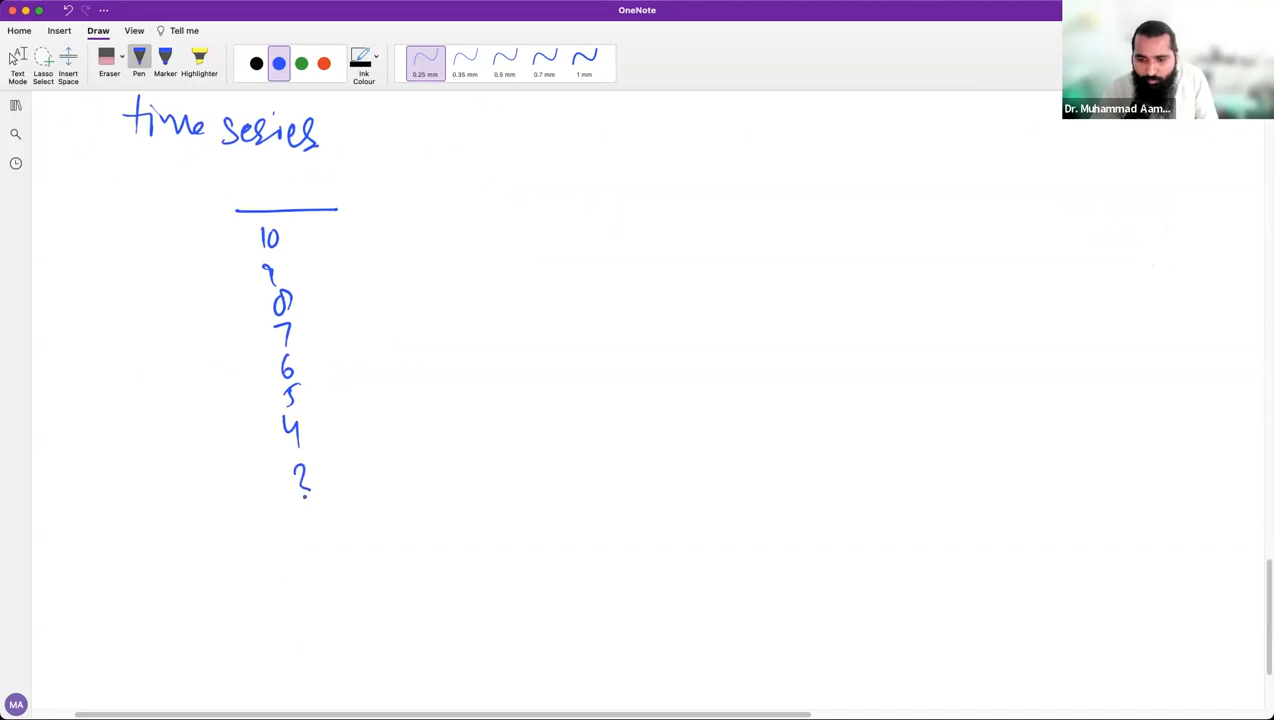 OneNote
Home Insert Draw View Tell me
Text Mode
Lasso Select
Insert Space
Eraser
Pen
Marker
Highlighter
Ink Colour
0.25 mm
0.35 mm
0.5 mm
0.7 mm
1 mm
Dr. Muhammad Aam...
time series
10
9
8
7
6
5
4
?
MA